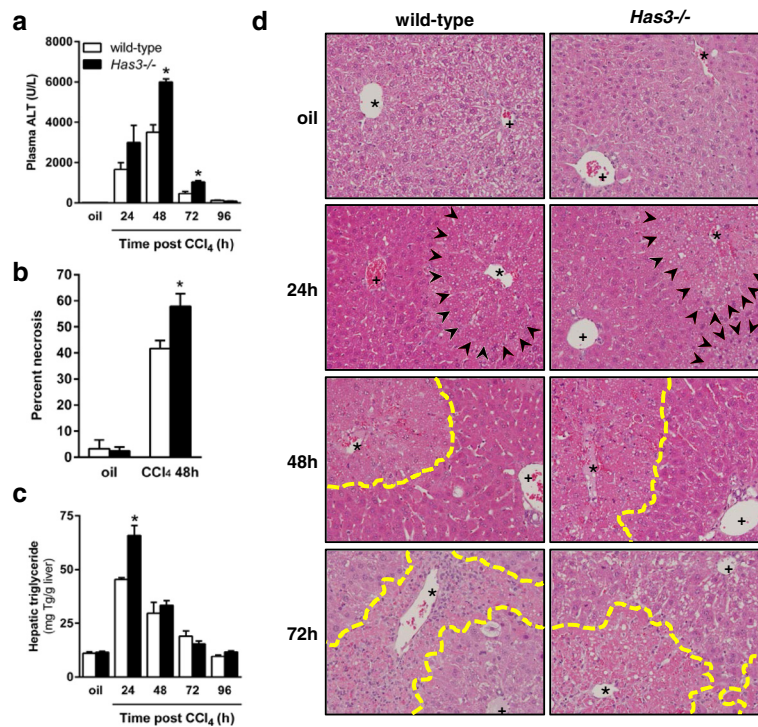 a
wild-type
Has3-/-
Plasma ALT (U/L)
8000
6000
4000
2000
0
*
*
oil 24 48 72 96
Time post CCl₄ (h)
b
Percent necrosis
70
60
50
40
30
20
10
0
*
oil CCl₄ 48h
c
Hepatic triglyceride
(mg Tg/g liver)
75
50
25
0
*
oil 24 48 72 96
Time post CCl₄ (h)
d
wild-type Has3-/-
oil
* + * +
24h
+ * * +
48h
* + * +
72h
* + + *